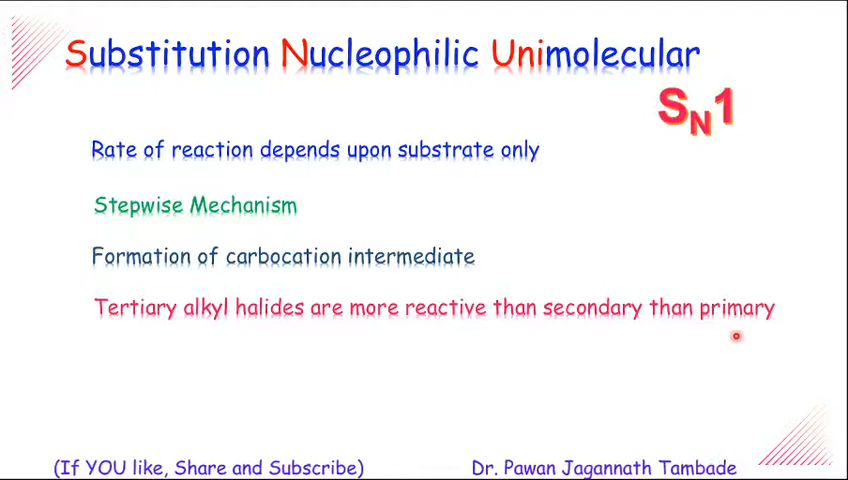 Substitution Nucleophilic Unimolecular
SN1
Rate of reaction depends upon substrate only
Stepwise Mechanism
Formation of carbocation intermediate
Tertiary alkyl halides are more reactive than secondary than primary
(If YOU like, Share and Subscribe) Dr. Pawan Jagannath Tambade